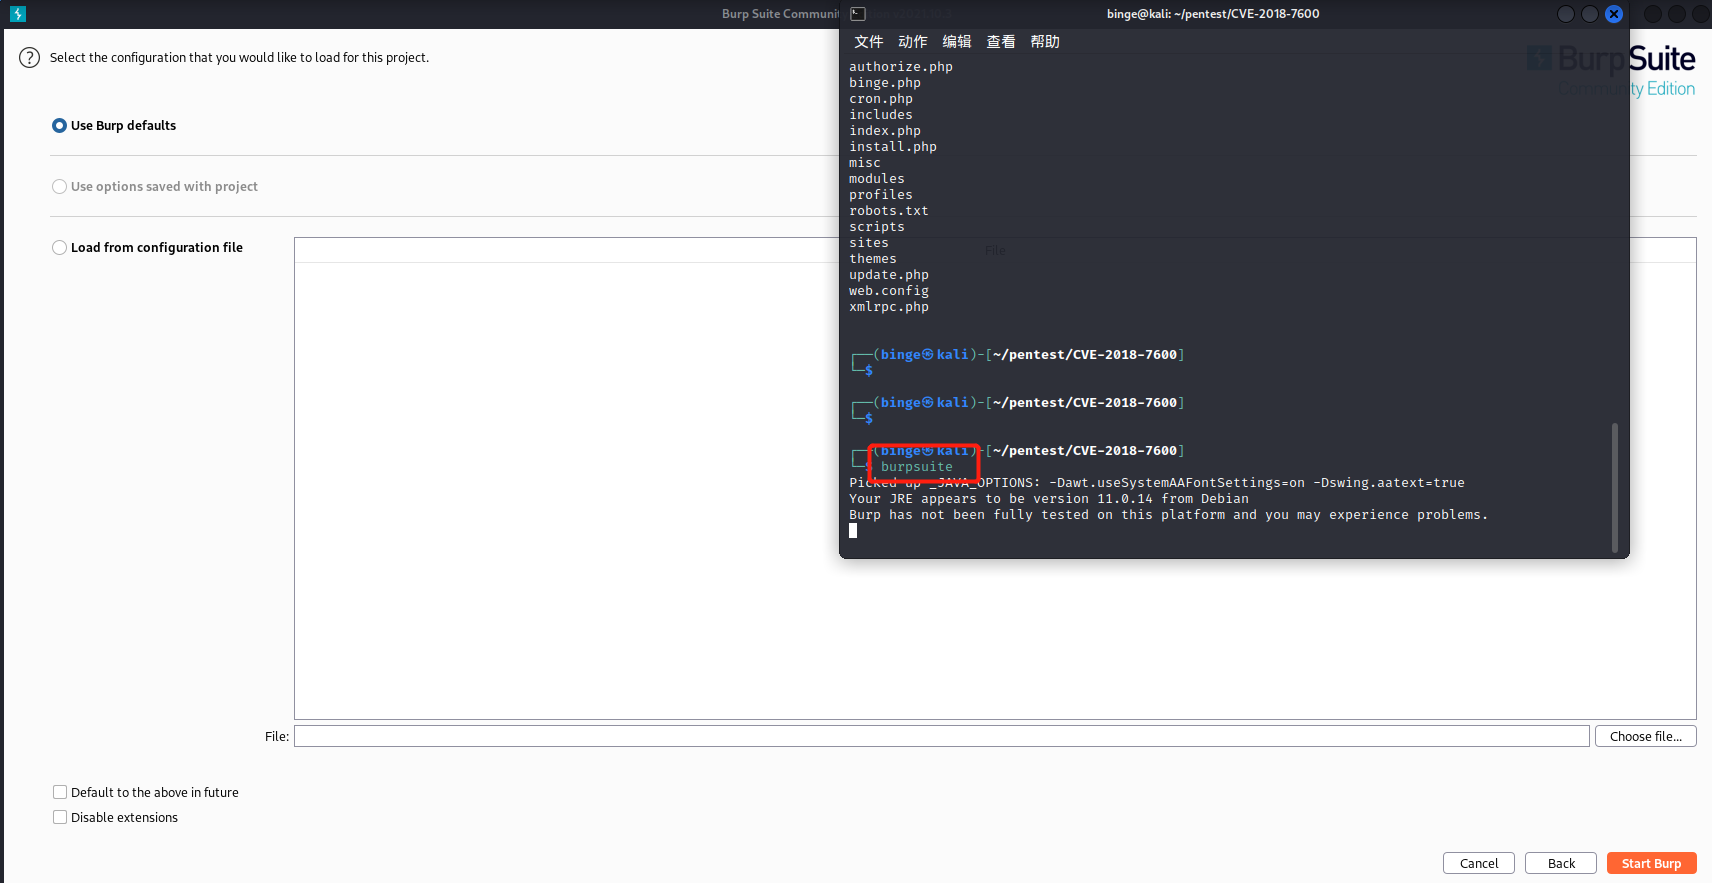 Burp Suite Communi
Select the configuration that you would like to load for this project.
BurpSuite
Community Edition
Use Burp defaults
Use options saved with project
Load from configuration file
File
File:
Choose file...
Default to the above in future
Disable extensions
Cancel
Back
Start Burp
binge@kali: ~/pentest/CVE-2018-7600
文件 动作 编辑 查看 帮助
authorize.php
binge.php
cron.php
includes
index.php
install.php
misc
modules
profiles
robots.txt
scripts
sites
themes
update.php
web.config
xmlrpc.php
┌──(binge㉿kali)-[~/pentest/CVE-2018-7600]
└─$
┌──(binge㉿kali)-[~/pentest/CVE-2018-7600]
└─$
┌──(binge㉿kali)-[~/pentest/CVE-2018-7600]
└─$ burpsuite
Picked up _JAVA_OPTIONS: -Dawt.useSystemAAFontSettings=on -Dswing.aatext=true
Your JRE appears to be version 11.0.14 from Debian
Burp has not been fully tested on this platform and you may experience problems.